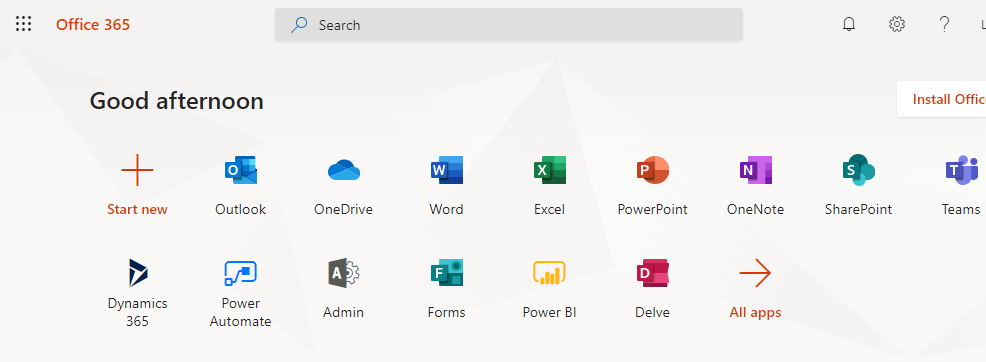 Office 365
Search
?
Good afternoon
Install Offic
Start new
Outlook
OneDrive
Word
Excel
PowerPoint
OneNote
SharePoint
Teams
Dynamics
365
Power
Automate
Admin
Forms
Power BI
Delve
All apps